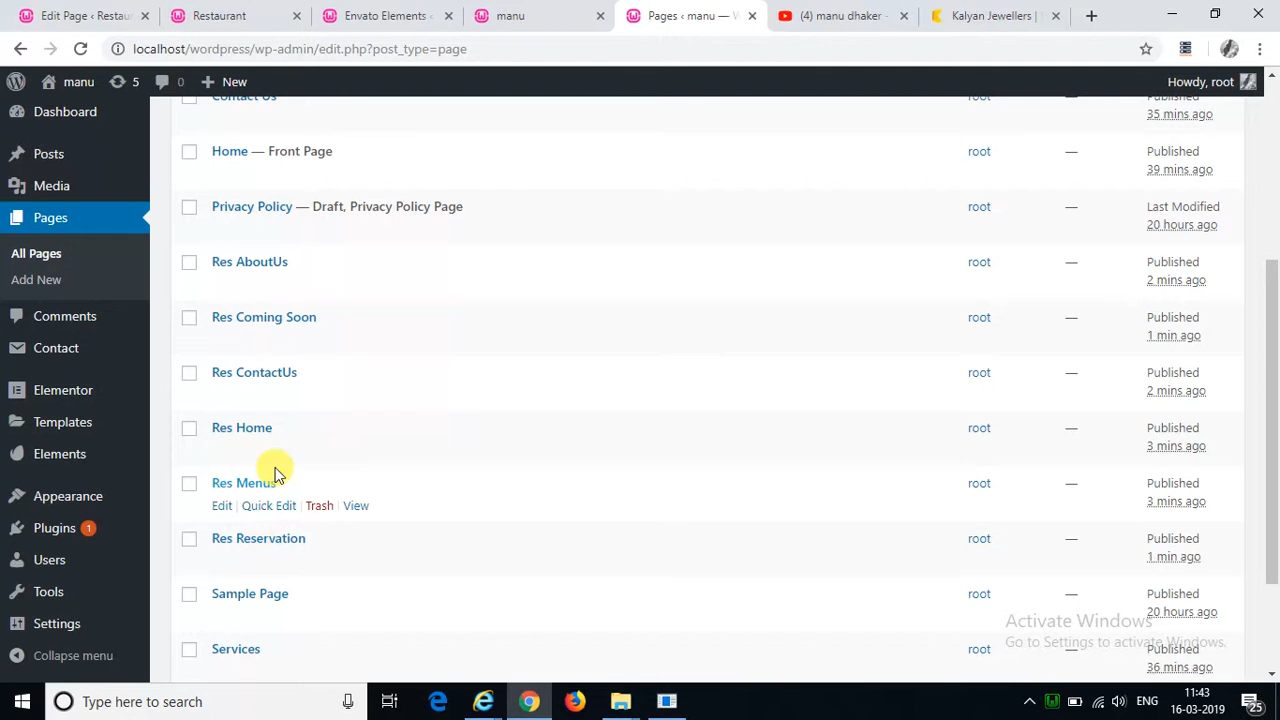 Edit Page ‹ Restau
Restaurant
Envato Elements ‹
manu
Pages ‹ manu — W
(4) manu dhaker -
Kalyan Jewellers |
localhost/wordpress/wp-admin/edit.php?post_type=page
manu
5
0
New
Howdy, root
Dashboard
Posts
Media
Pages
All Pages
Add New
Comments
Contact
Elementor
Templates
Elements
Appearance
Plugins 1
Users
Tools
Settings
Collapse menu
Contact Us root — Published
35 mins ago
Home — Front Page root — Published
39 mins ago
Privacy Policy — Draft, Privacy Policy Page root — Last Modified
20 hours ago
Res AboutUs root — Published
2 mins ago
Res Coming Soon root — Published
1 min ago
Res ContactUs root — Published
2 mins ago
Res Home root — Published
3 mins ago
Res Menus root — Published
Edit | Quick Edit | Trash | View 3 mins ago
Res Reservation root — Published
1 min ago
Sample Page root — Published
20 hours ago
Services root — Published
36 mins ago
Activate Windows
Go to Settings to activate Windows.
Type here to search
ENG
11:43
16-03-2019
25